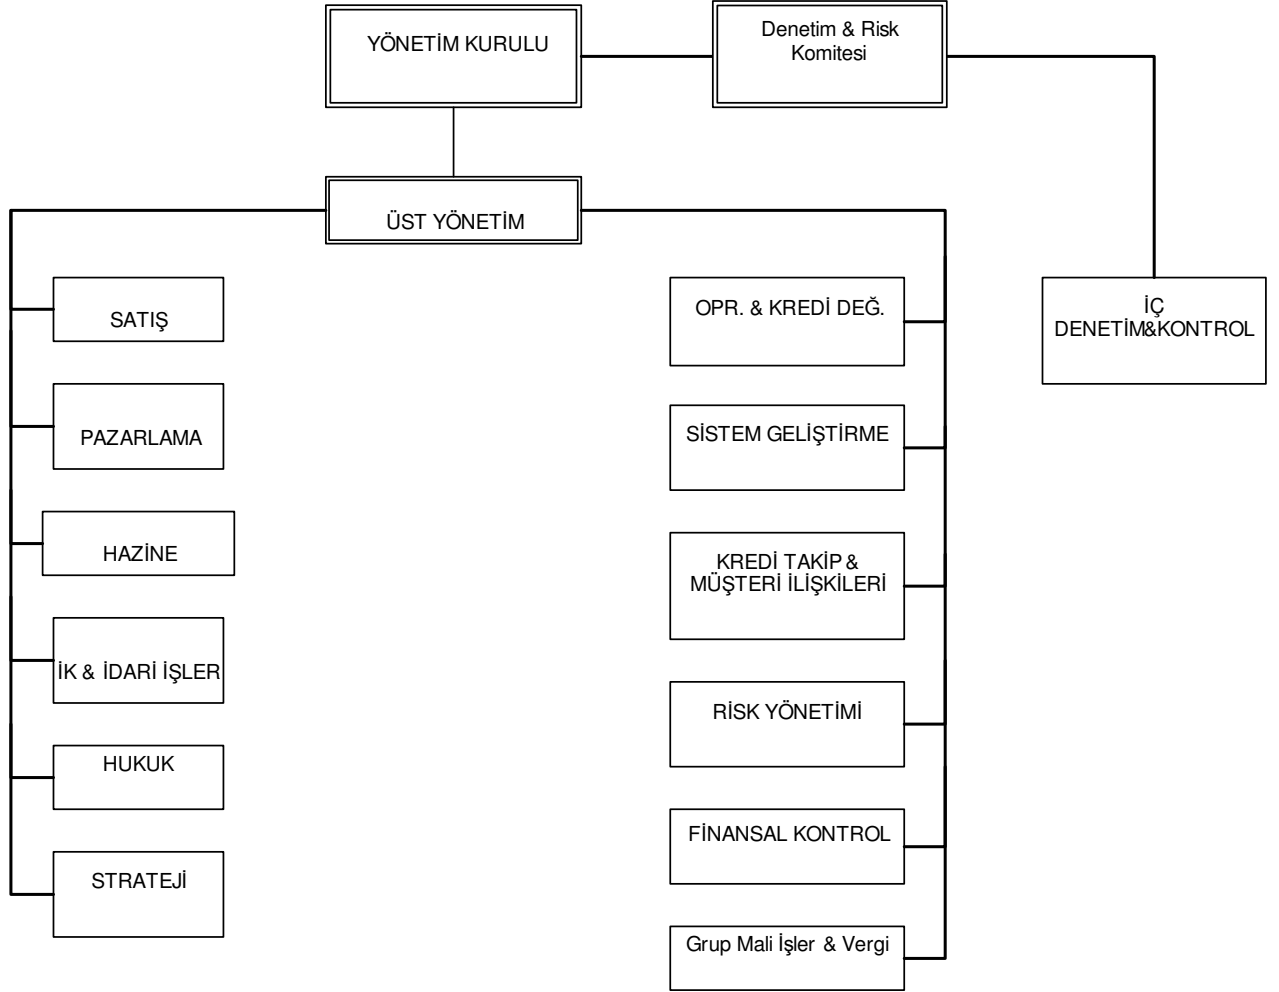 YÖNETİM KURULU
Denetim & Risk
Komitesi
ÜST YÖNETİM
SATIŞ
PAZARLAMA
HAZİNE
İK & İDARİ İŞLER
HUKUK
STRATEJİ
OPR. & KREDİ DEĞ.
SİSTEM GELİŞTİRME
KREDİ TAKİP &
MÜŞTERİ İLİŞKİLERİ
RİSK YÖNETİMİ
FİNANSAL KONTROL
Grup Mali İşler & Vergi
İÇ
DENETİM&KONTROL